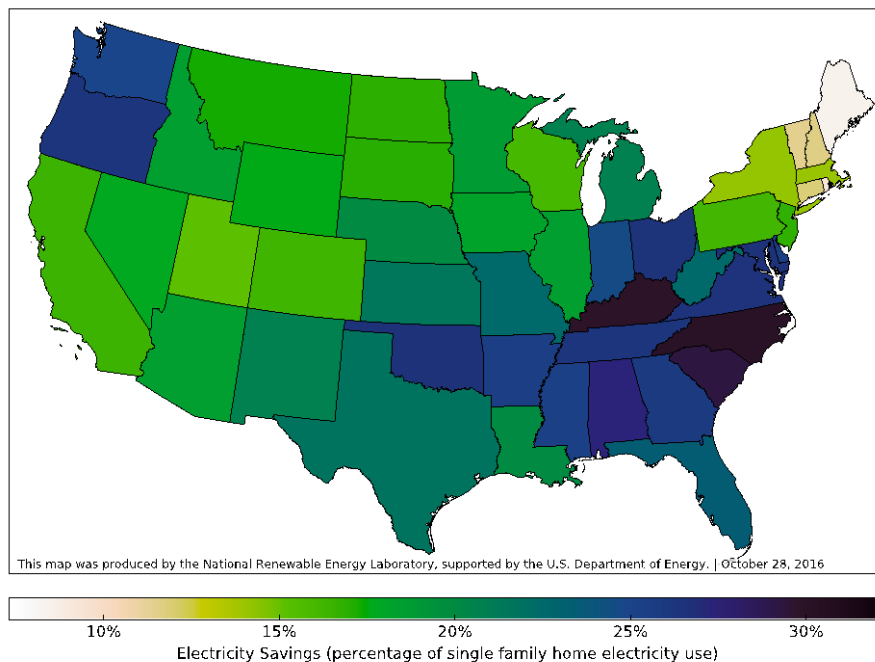 This map was produced by the National Renewable Energy Laboratory, supported by the U.S. Department of Energy. | October 28, 2016
10% 15% 20% 25% 30%
Electricity Savings (percentage of single family home electricity use)